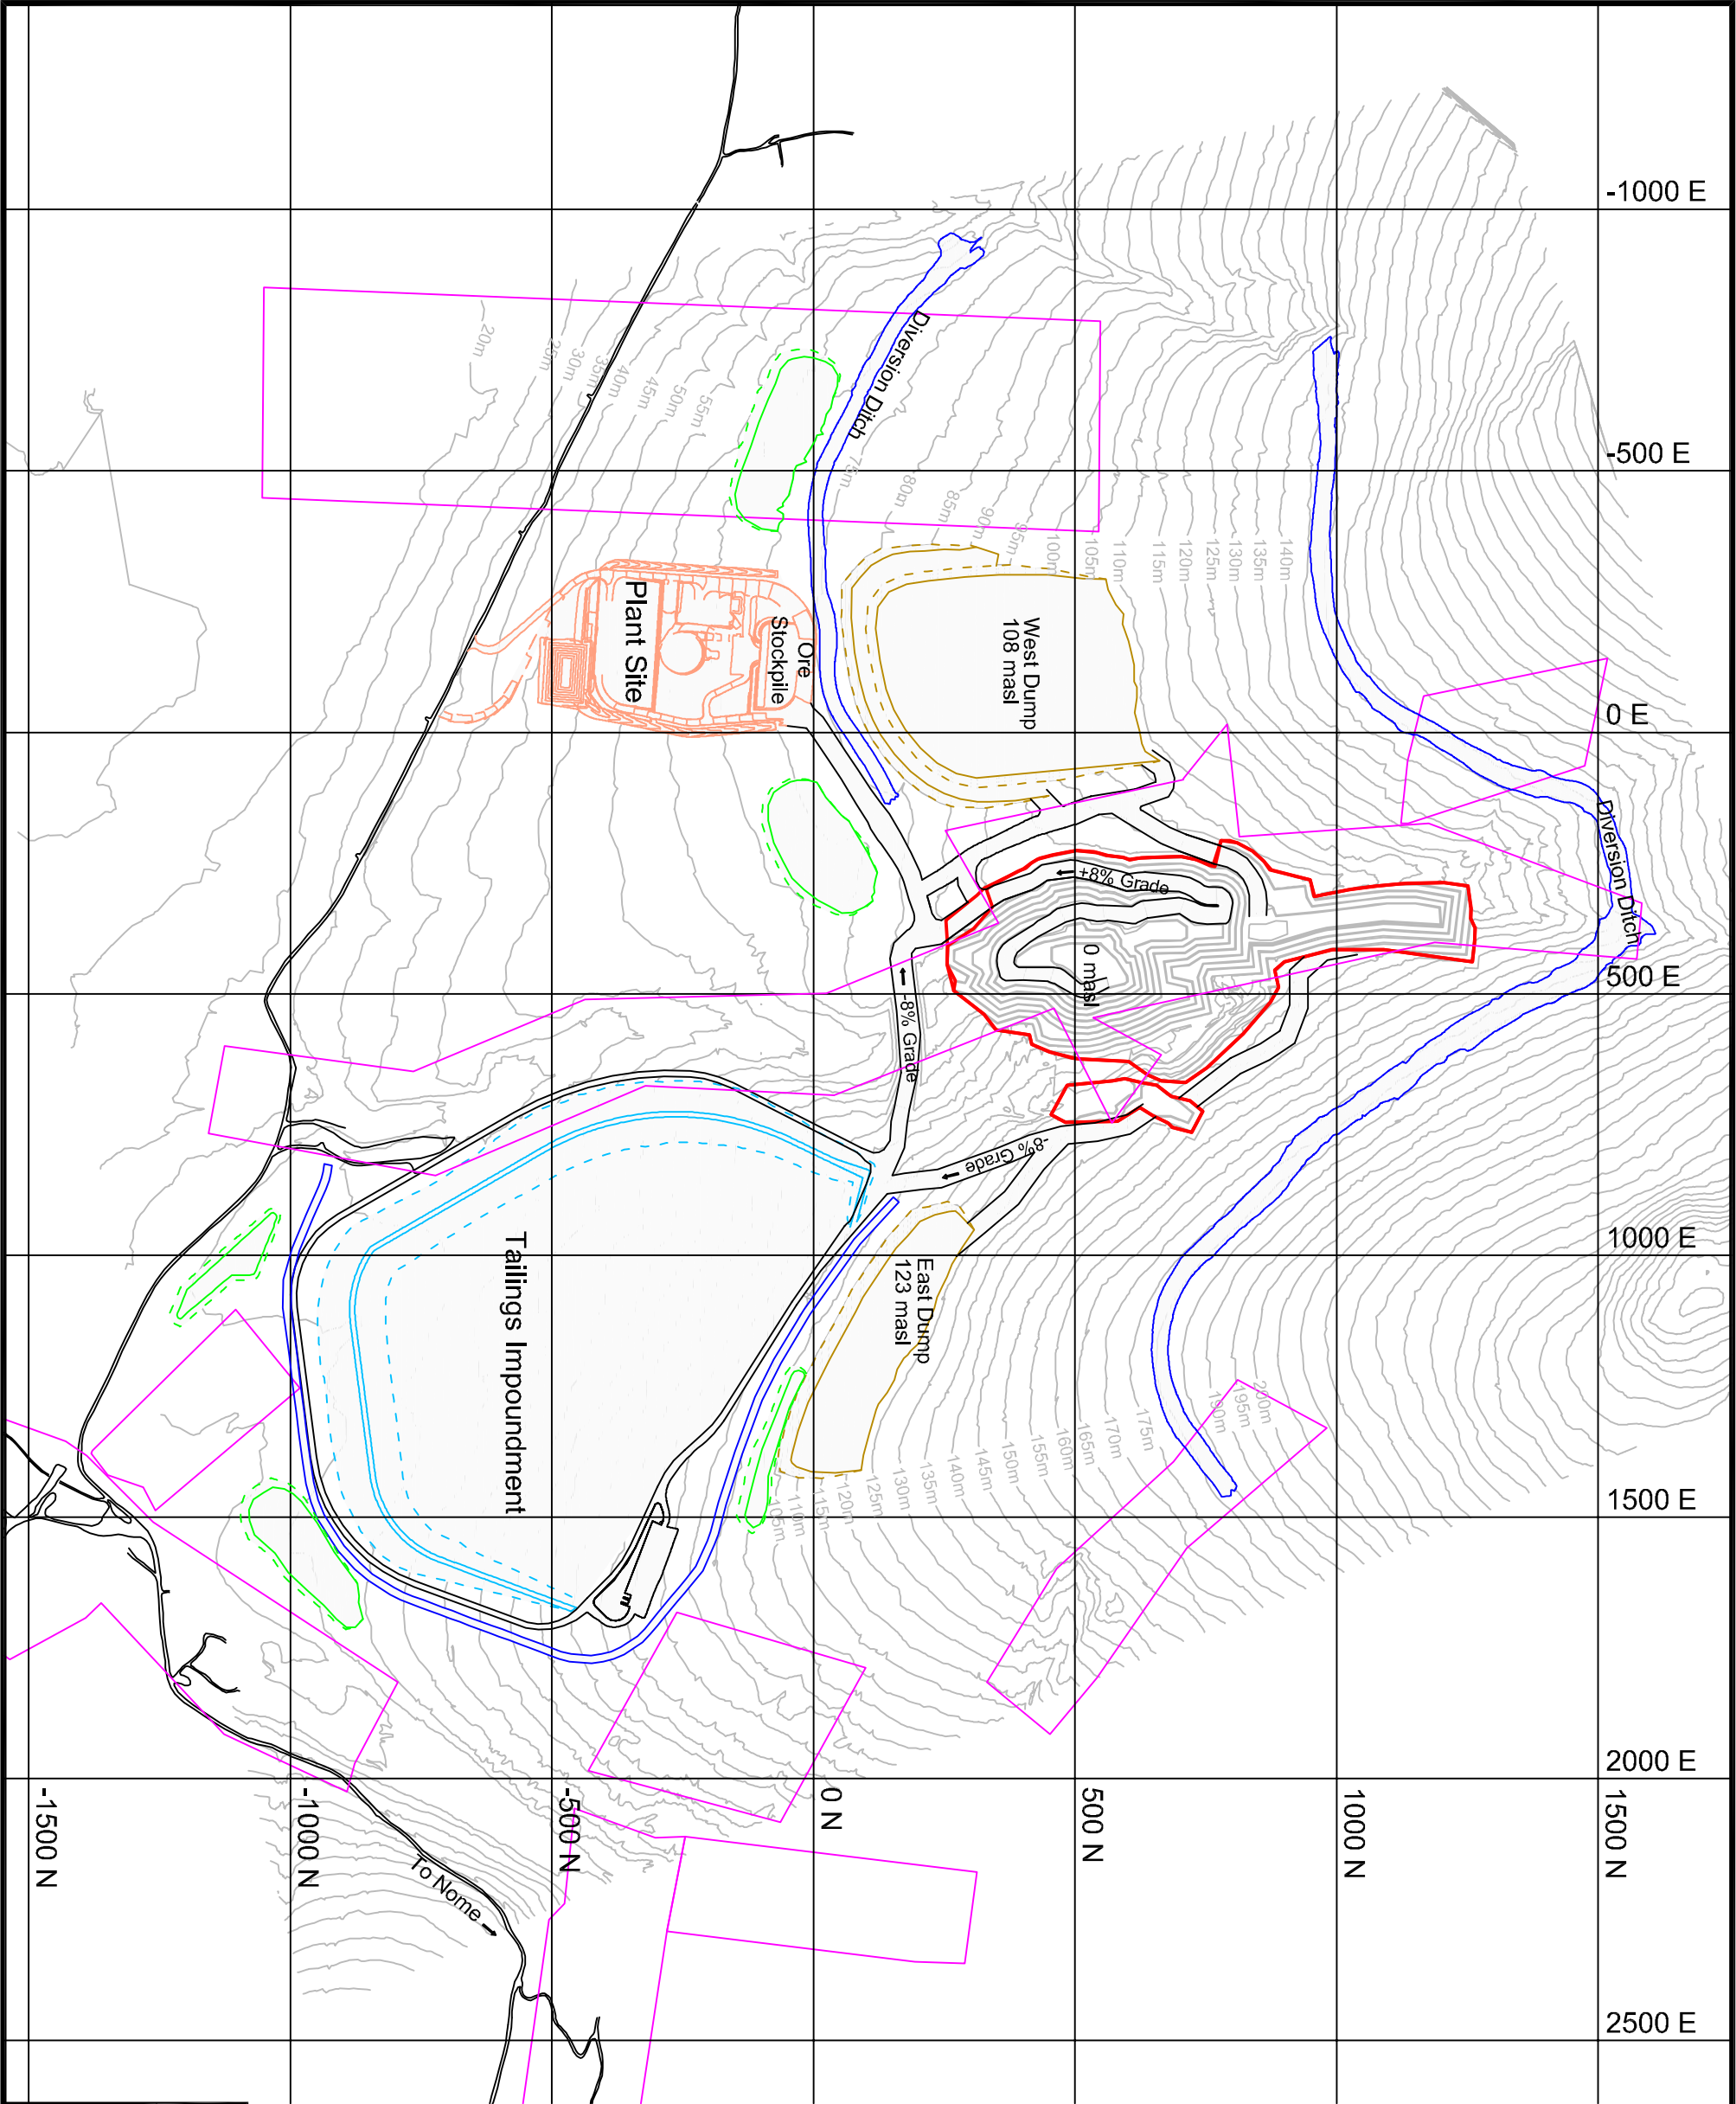 -1000 E
-500 E
0 E
500 E
1000 E
1500 E
2000 E
2500 E
-1500 N
-1000 N
-500 N
0 N
500 N
1000 N
1500 N
Diversion Ditch
Diversion Ditch
20m
25m
30m
35m
40m
45m
50m
55m
75m
80m
85m
90m
95m
100m
105m
110m
115m
120m
125m
130m
135m
140m
West Dump
108 masl
Ore
Stockpile
Plant Site
+8% Grade
0 masl
-8% Grade
-8% Grade
East Dump
123 masl
Tailings Impoundment
105m
110m
115m
120m
125m
130m
135m
140m
145m
150m
155m
160m
165m
170m
175m
190m
195m
200m
To Nome